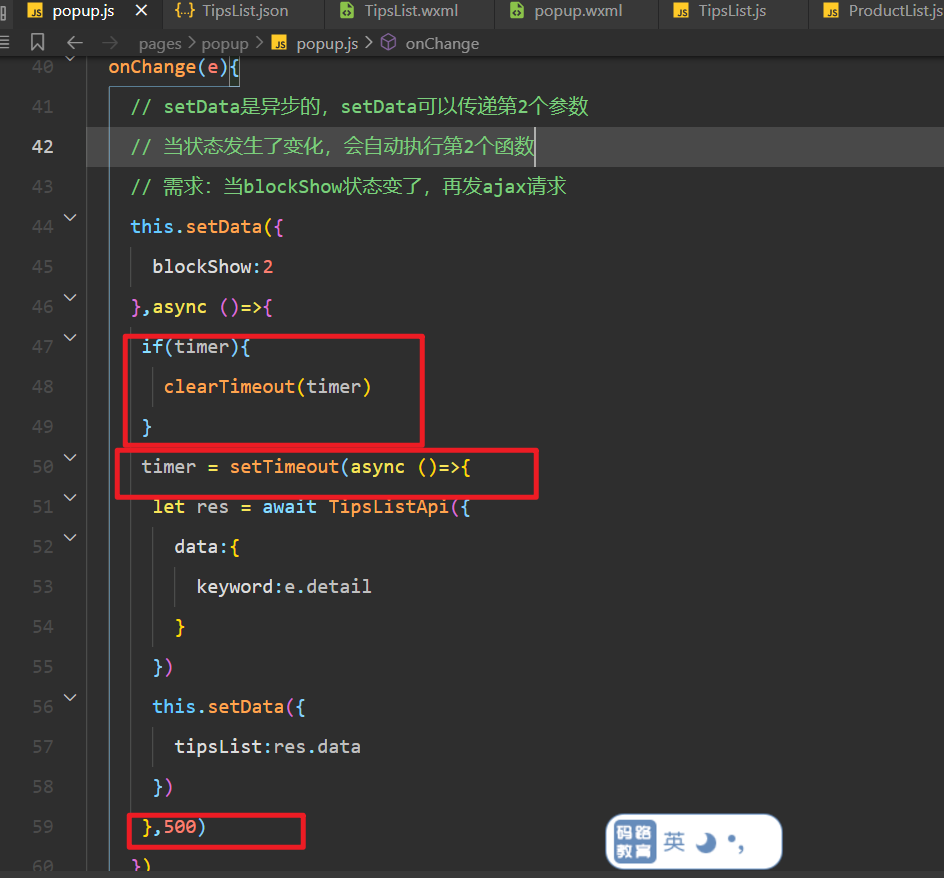 popup.js TipsList.json TipsList.wxml popup.wxml TipsList.js ProductList.js
pages > popup > popup.js > onChange
40 onChange(e){
41 // setData是异步的，setData可以传递第2个参数
42 // 当状态发生了变化，会自动执行第2个函数
43 // 需求：当blockShow状态变了，再发ajax请求
44 this.setData({
45 blockShow:2
46 },async ()=>{
47 if(timer){
48 clearTimeout(timer)
49 }
50 timer = setTimeout(async ()=>{
51 let res = await TipsListApi({
52 data:{
53 keyword:e.detail
54 }
55 })
56 this.setData({
57 tipsList:res.data
58 })
59 },500)
60 })
码路教育 英